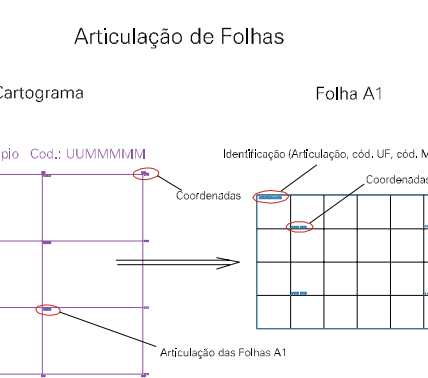 Articulação de Folhas
Cartograma
Folha A1
pio Cod.: UUMMMMM
Identificação (Articulação, cód. UF, cód. M
Coordenadas
Coordenadas
Articulação das Folhas A1